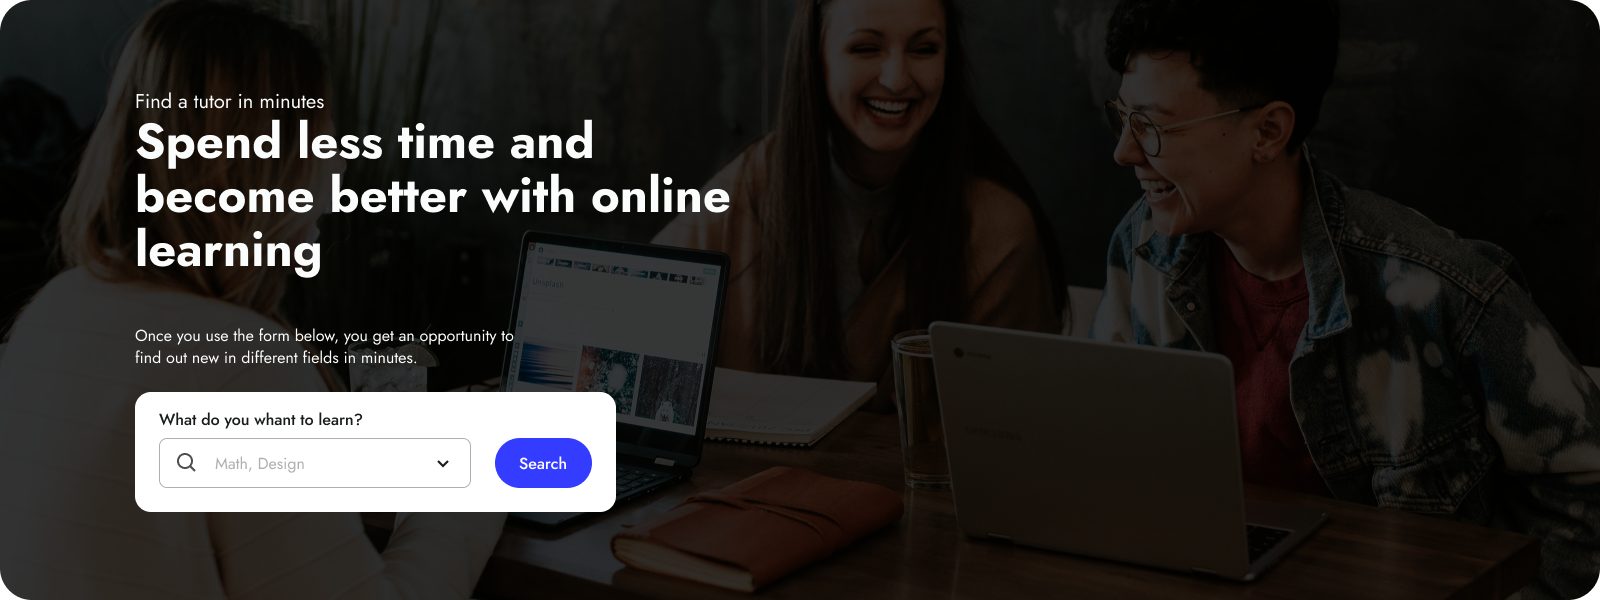 Find a tutor in minutes
Spend less time and
become better with online
learning
Once you use the form below, you get an opportunity to
find out new in different fields in minutes.
What do you whant to learn?
Math, Design
Search
Unsplash